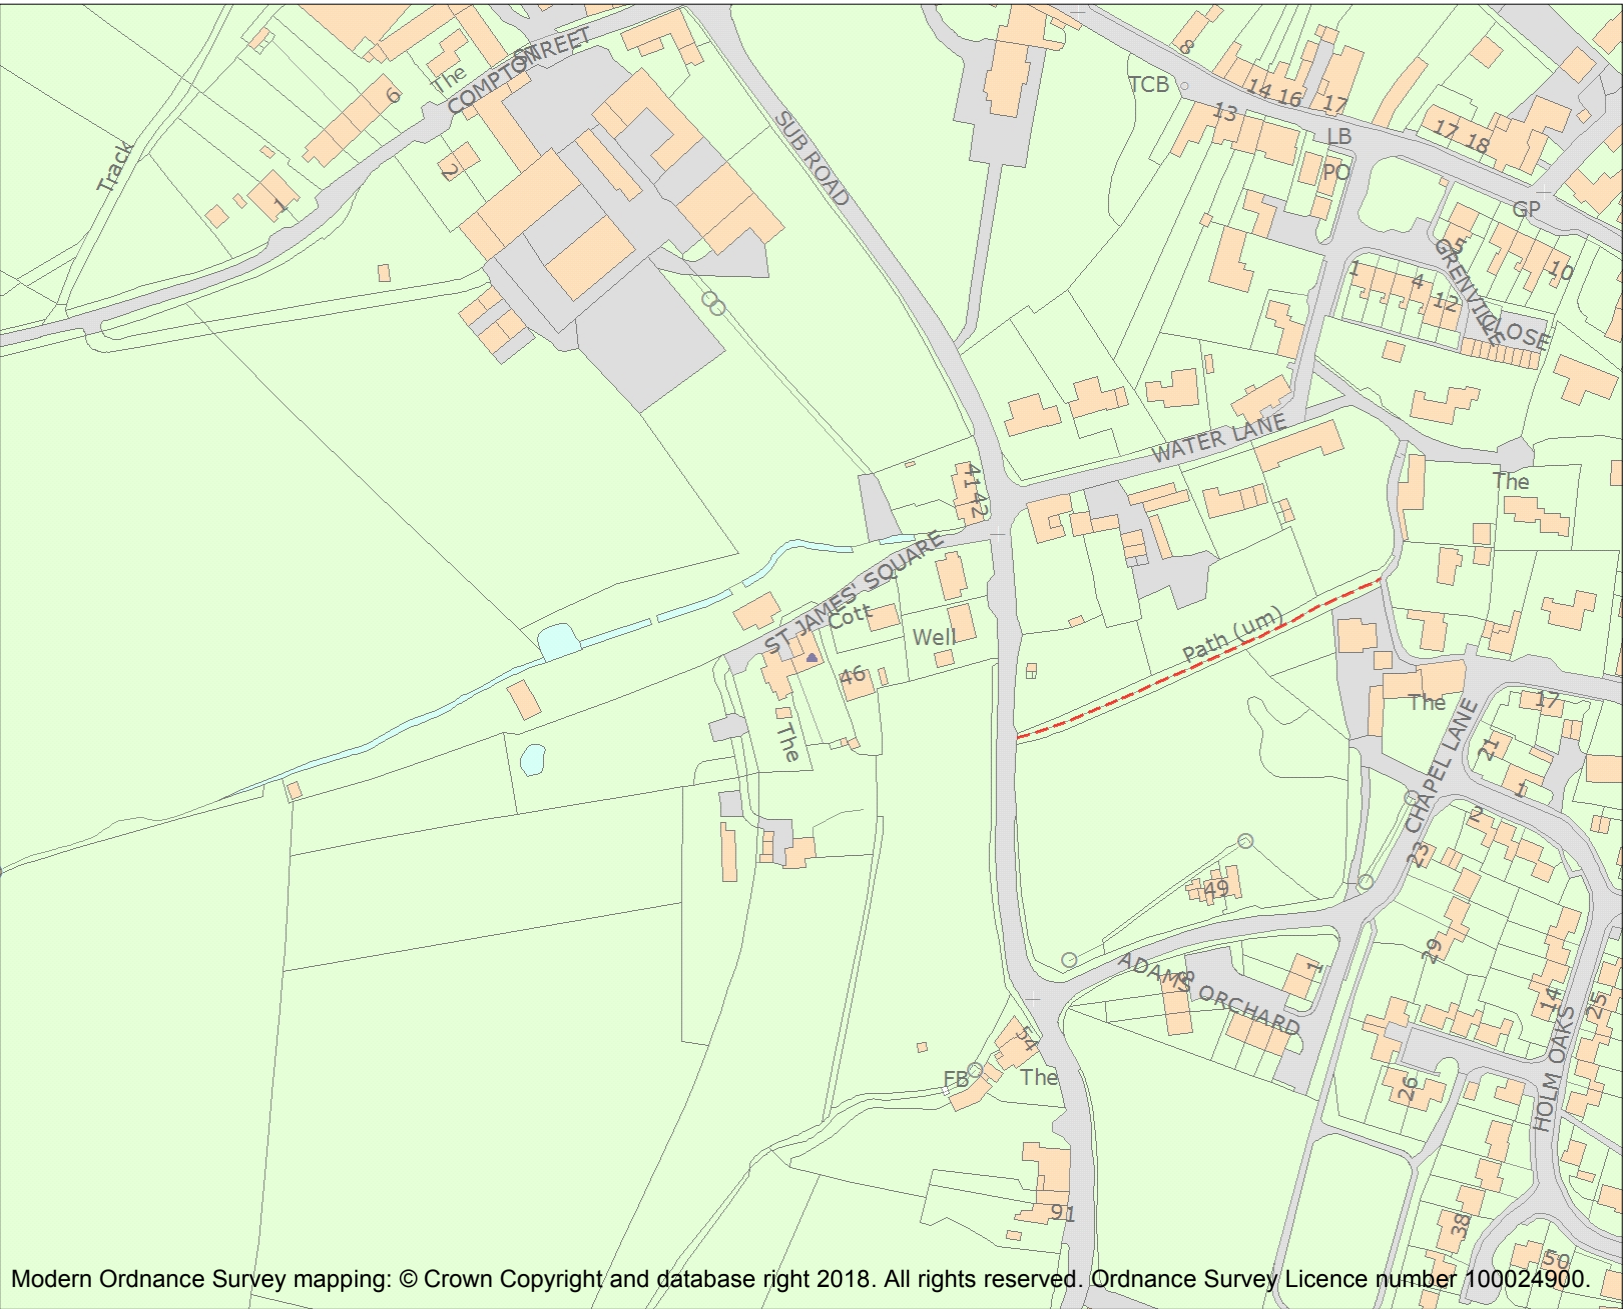 The
COMPTON
STREET
6
2
1
Track
SUB ROAD
8
TCB
14 16
17
13
LB
PO
17 18
GP
95
GRENVILLE
CLOSE
1
4
12
10
WATER LANE
The
4142
ST JAMES' SQUARE
Cott
Well
46
The
Path (um)
The
17
21
1
2
CHAPEL LANE
23
49
29
ADAMS ORCHARD
8
1
14
25
HOLM OAKS
26
54
FB
The
91
38
50
Modern Ordnance Survey mapping: © Crown Copyright and database right 2018. All rights reserved. Ordnance Survey Licence number 100024900.